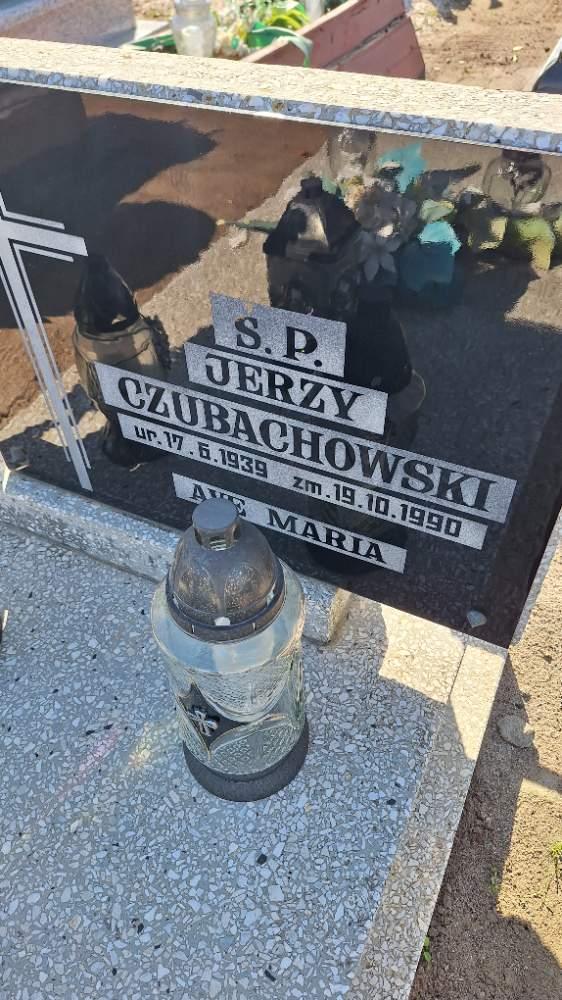 S.P.
JERZY
CZUBACHOWSKI
ur.17.6.1939 zm.19.10.1990
AVE MARIA